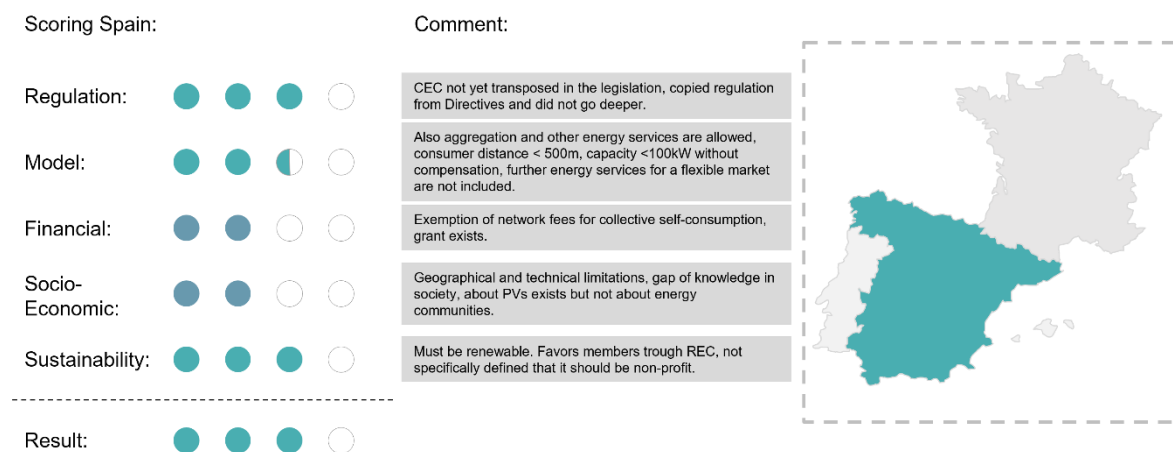 Scoring Spain:
Comment:
Regulation:
CEC not yet transposed in the legislation, copied regulation
from Directives and did not go deeper.
Model:
Also aggregation and other energy services are allowed,
consumer distance < 500m, capacity <100kW without
compensation, further energy services for a flexible market
are not included.
Financial:
Exemption of network fees for collective self-consumption,
grant exists.
Socio-
Economic:
Geographical and technical limitations, gap of knowledge in
society, about PVs exists but not about energy
communities.
Sustainability:
Must be renewable. Favors members trough REC, not
specifically defined that it should be non-profit.
Result: